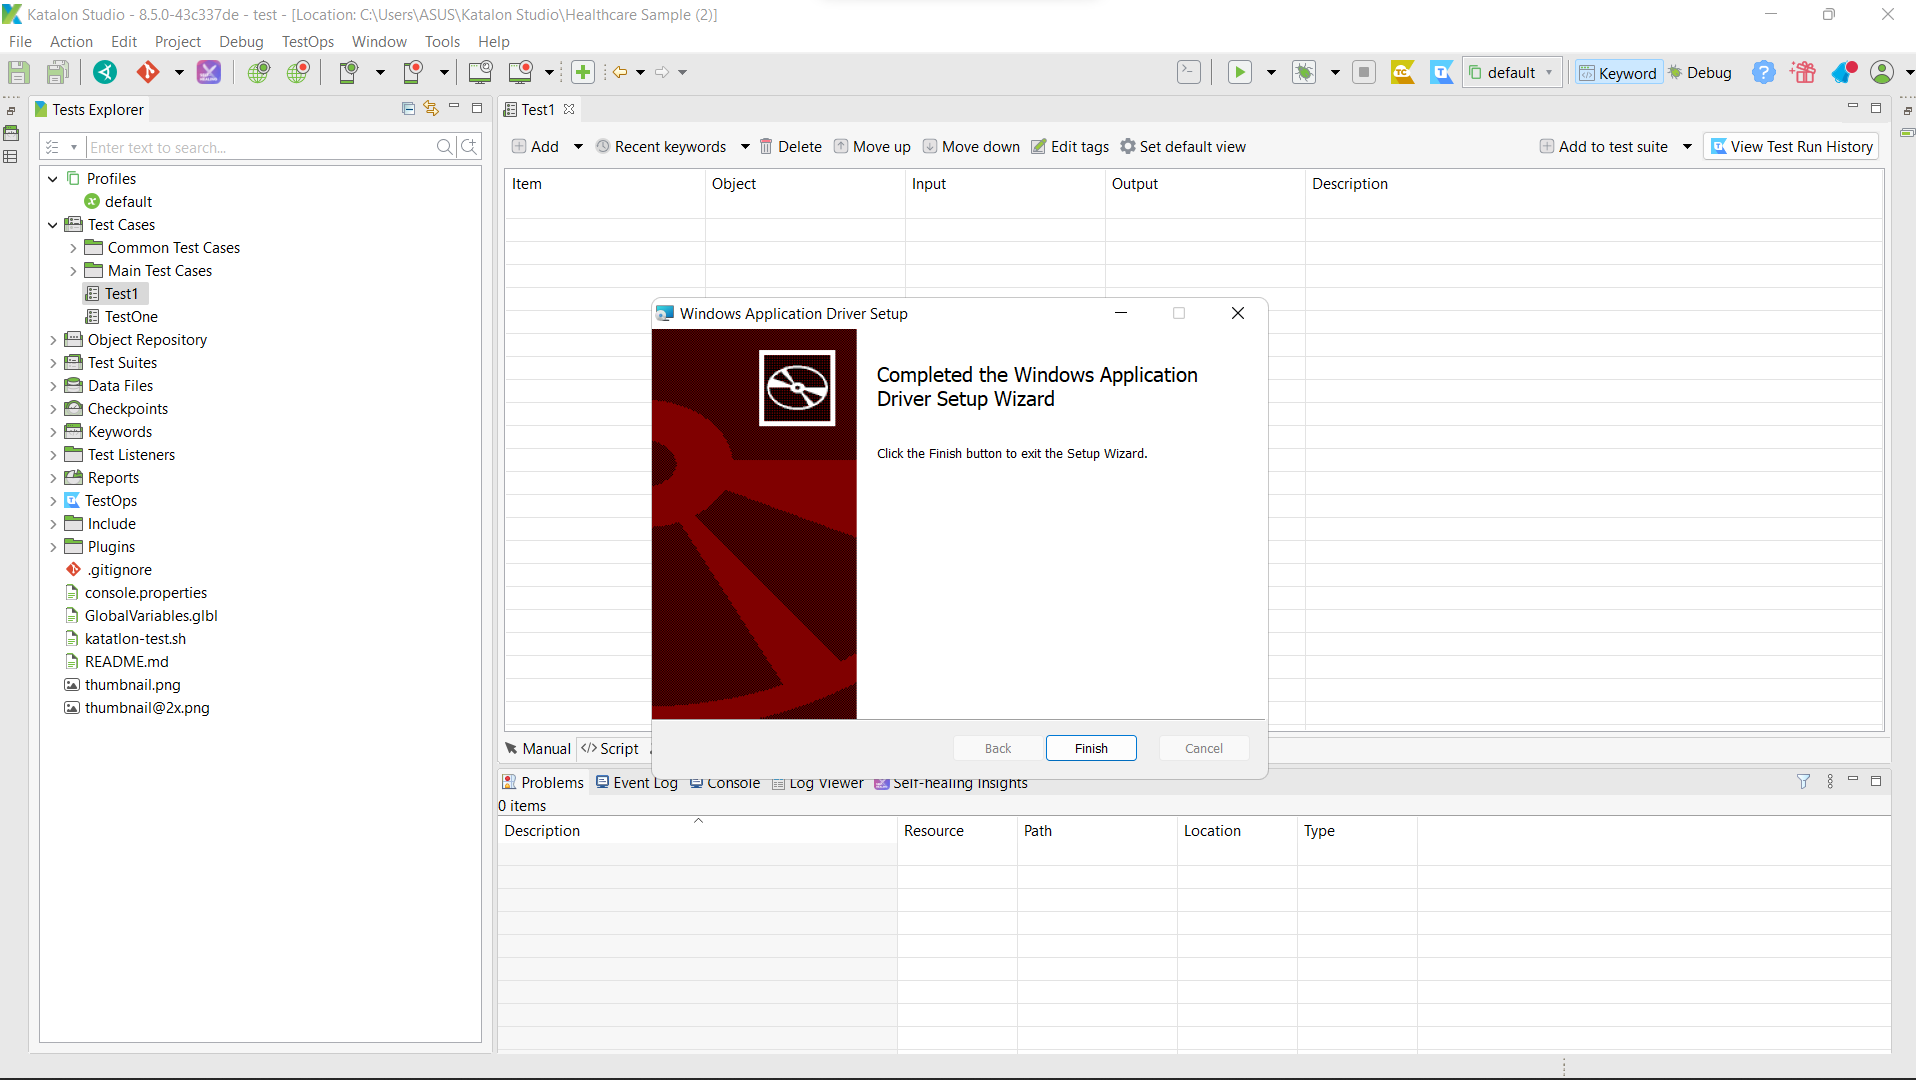 Katalon Studio - 8.5.0-43c337de - test - [Location: C:\Users\ASUS\Katalon Studio\Healthcare Sample (2)]
File Action Edit Project Debug TestOps Window Tools Help
default Keyword Debug
Tests Explorer
Enter text to search...
Profiles
default
Test Cases
Common Test Cases
Main Test Cases
Test1
TestOne
Object Repository
Test Suites
Data Files
Checkpoints
Keywords
Test Listeners
Reports
TestOps
Include
Plugins
.gitignore
console.properties
GlobalVariables.glbl
katatlon-test.sh
README.md
thumbnail.png
thumbnail@2x.png
Test1
Add Recent keywords Delete Move up Move down Edit tags Set default view Add to test suite View Test Run History
Item Object Input Output Description
Windows Application Driver Setup
Completed the Windows Application
Driver Setup Wizard
Click the Finish button to exit the Setup Wizard.
Back Finish Cancel
Manual </> Script
Problems Event Log Console Log Viewer Self-healing Insights
0 items
Description Resource Path Location Type